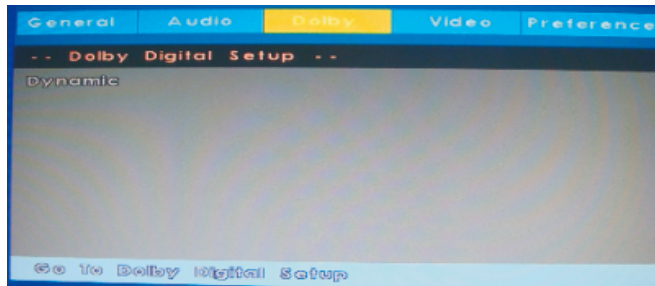 General Audio Dolby Video Preference
-- Dolby Digital Setup --
Dynamic
Go To Dolby Digital Setup